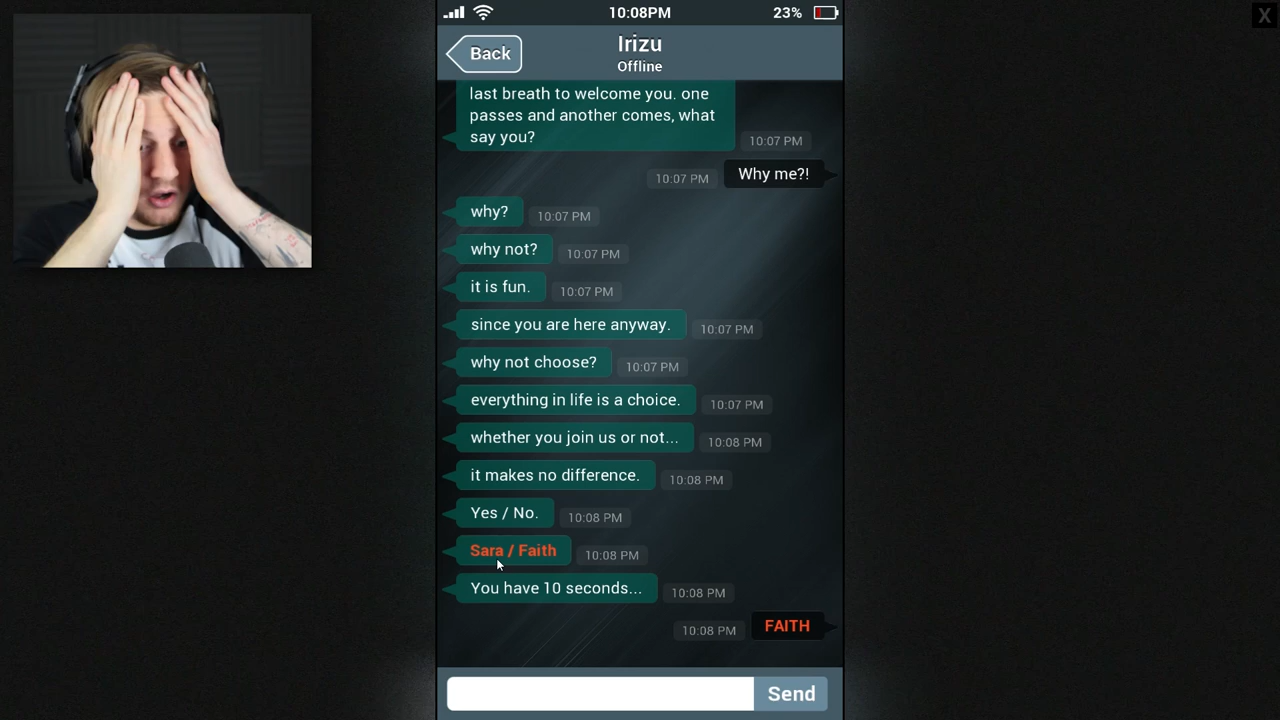 10:08PM
23%
X
Back
Irizu
Offline
last breath to welcome you. one
passes and another comes, what
say you?
10:07 PM
10:07 PM
Why me?!
why?
10:07 PM
why not?
10:07 PM
it is fun.
10:07 PM
since you are here anyway.
10:07 PM
why not choose?
10:07 PM
everything in life is a choice.
10:07 PM
whether you join us or not...
10:08 PM
it makes no difference.
10:08 PM
Yes / No.
10:08 PM
Sara / Faith
10:08 PM
You have 10 seconds...
10:08 PM
10:08 PM
FAITH
Send